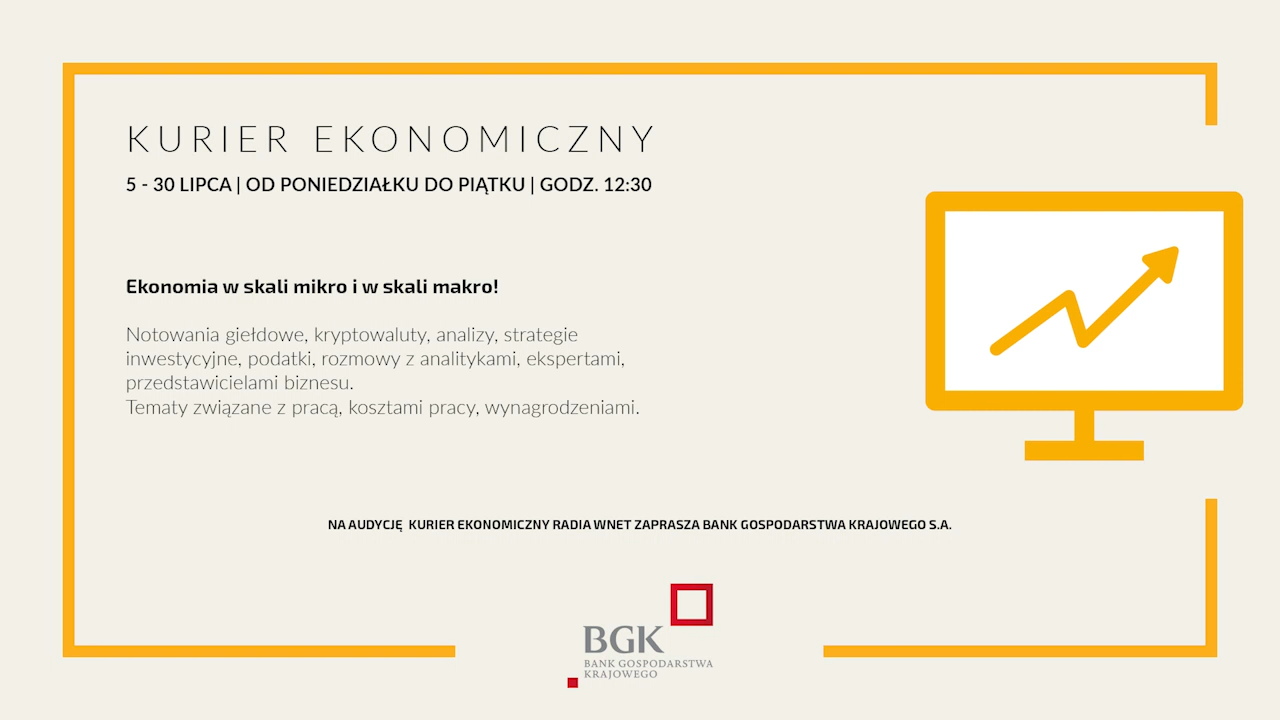 KURIER EKONOMICZNY
5 - 30 LIPCA | OD PONIEDZIAŁKU DO PIĄTKU | GODZ. 12:30
Ekonomia w skali mikro i w skali makro!
Notowania giełdowe, kryptowaluty, analizy, strategie
inwestycyjne, podatki, rozmowy z analitykami, ekspertami,
przedstawicielami biznesu.
Tematy związane z pracą, kosztami pracy, wynagrodzeniami.
NA AUDYCJĘ KURIER EKONOMICZNY RADIA WNET ZAPRASZA BANK GOSPODARSTWA KRAJOWEGO S.A.
BGK
BANK GOSPODARSTWA
KRAJOWEGO